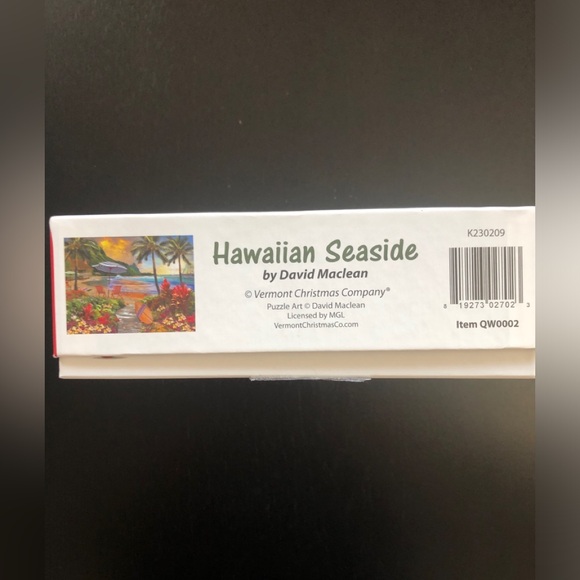 Hawaiian Seaside
by David Maclean
© Vermont Christmas Company®
Puzzle Art © David Maclean
Licensed by MGL
VermontChristmasCo.com
K230209
8 19273 02702 3
Item QW0002